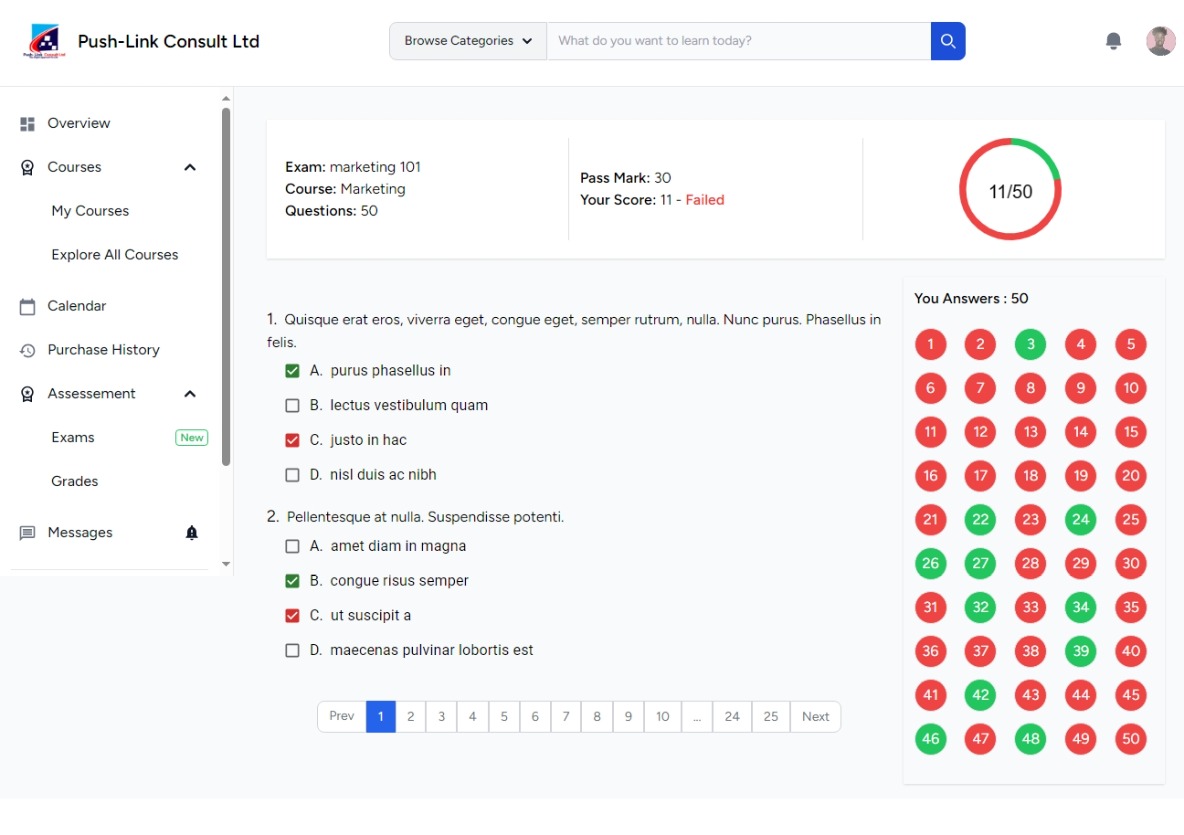 Push-Link Consult Ltd
Browse Categories
What do you want to learn today?
Overview
Courses
My Courses
Explore All Courses
Calendar
Purchase History
Assessement
Exams New
Grades
Messages
Exam: marketing 101
Course: Marketing
Questions: 50
Pass Mark: 30
Your Score: 11 - Failed
11/50
1. Quisque erat eros, viverra eget, congue eget, semper rutrum, nulla. Nunc purus. Phasellus in
felis.
A. purus phasellus in
B. lectus vestibulum quam
C. justo in hac
D. nisl duis ac nibh
2. Pellentesque at nulla. Suspendisse potenti.
A. amet diam in magna
B. congue risus semper
C. ut suscipit a
D. maecenas pulvinar lobortis est
Prev 1 2 3 4 5 6 7 8 9 10 ... 24 25 Next
You Answers : 50
1 2 3 4 5
6 7 8 9 10
11 12 13 14 15
16 17 18 19 20
21 22 23 24 25
26 27 28 29 30
31 32 33 34 35
36 37 38 39 40
41 42 43 44 45
46 47 48 49 50